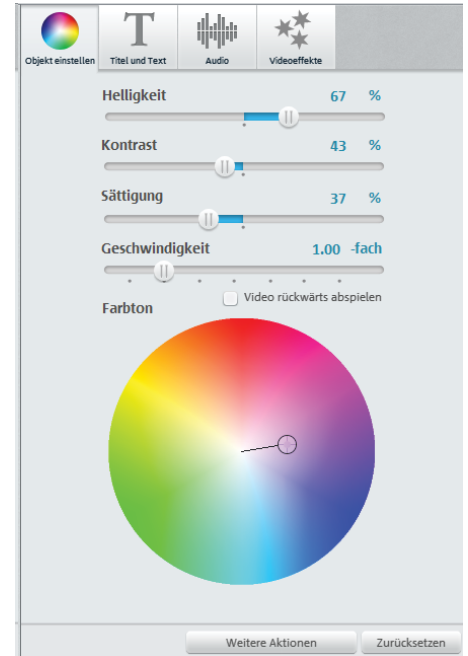 Objekt einstellen Titel und Text Audio Videoeffekte
Helligkeit 67 %
Kontrast 43 %
Sättigung 37 %
Geschwindigkeit 1.00 -fach
Video rückwärts abspielen
Farbton
Weitere Aktionen Zurücksetzen